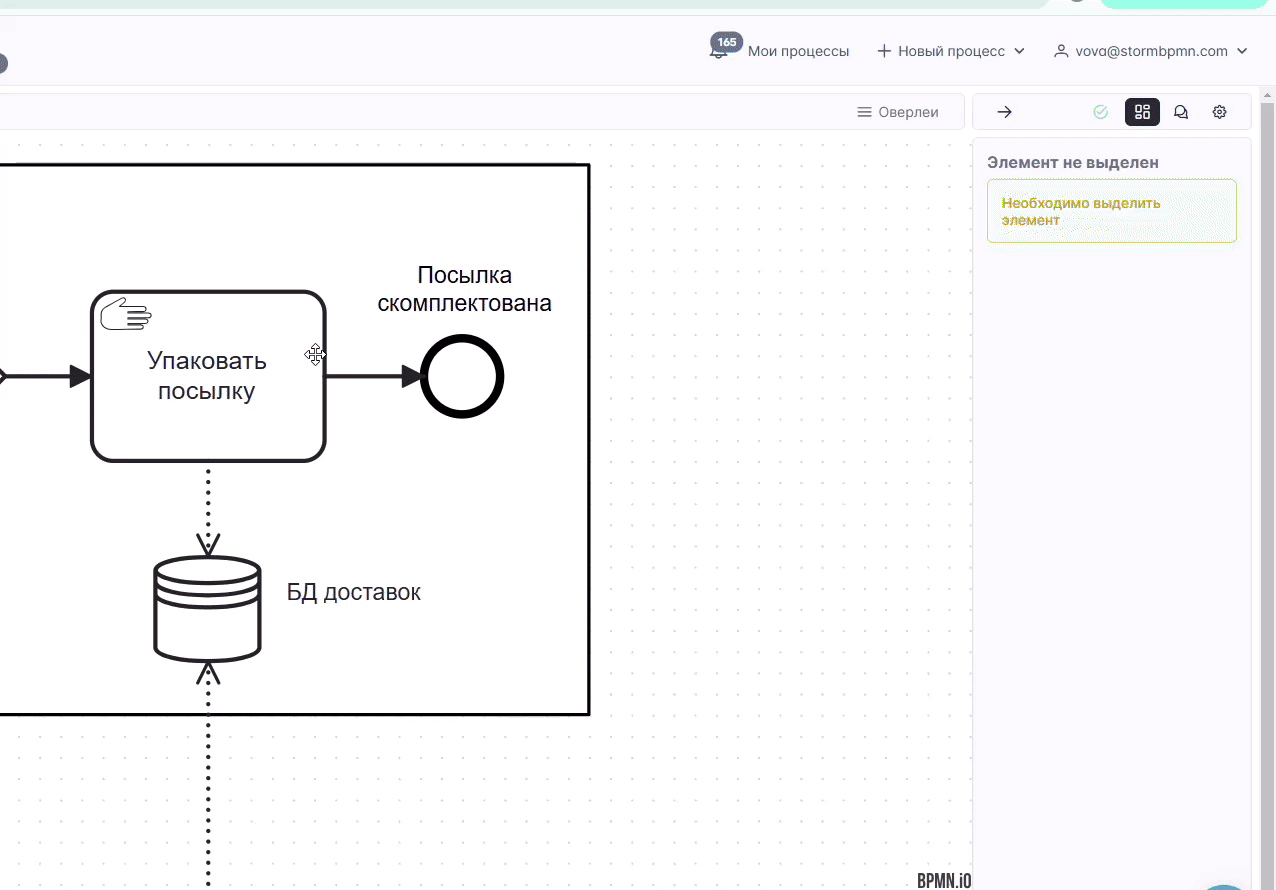 165
Мои процессы
Новый процесс
vova@stormbpmn.com
Оверлеи
Элемент не выделен
Необходимо выделить
элемент
Посылка
скомплектована
Упаковать
посылку
БД доставок
BPMN.iO